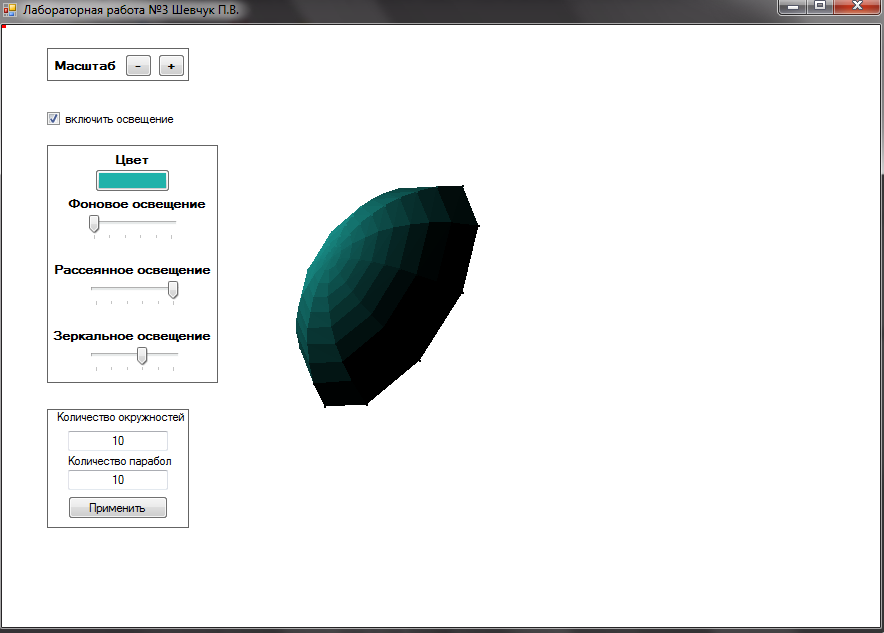 Лабораторная работа №3 Шевчук П.В.
Масштаб - +
включить освещение
Цвет
Фоновое освещение
Рассеянное освещение
Зеркальное освещение
Количество окружностей
10
Количество парабол
10
Применить